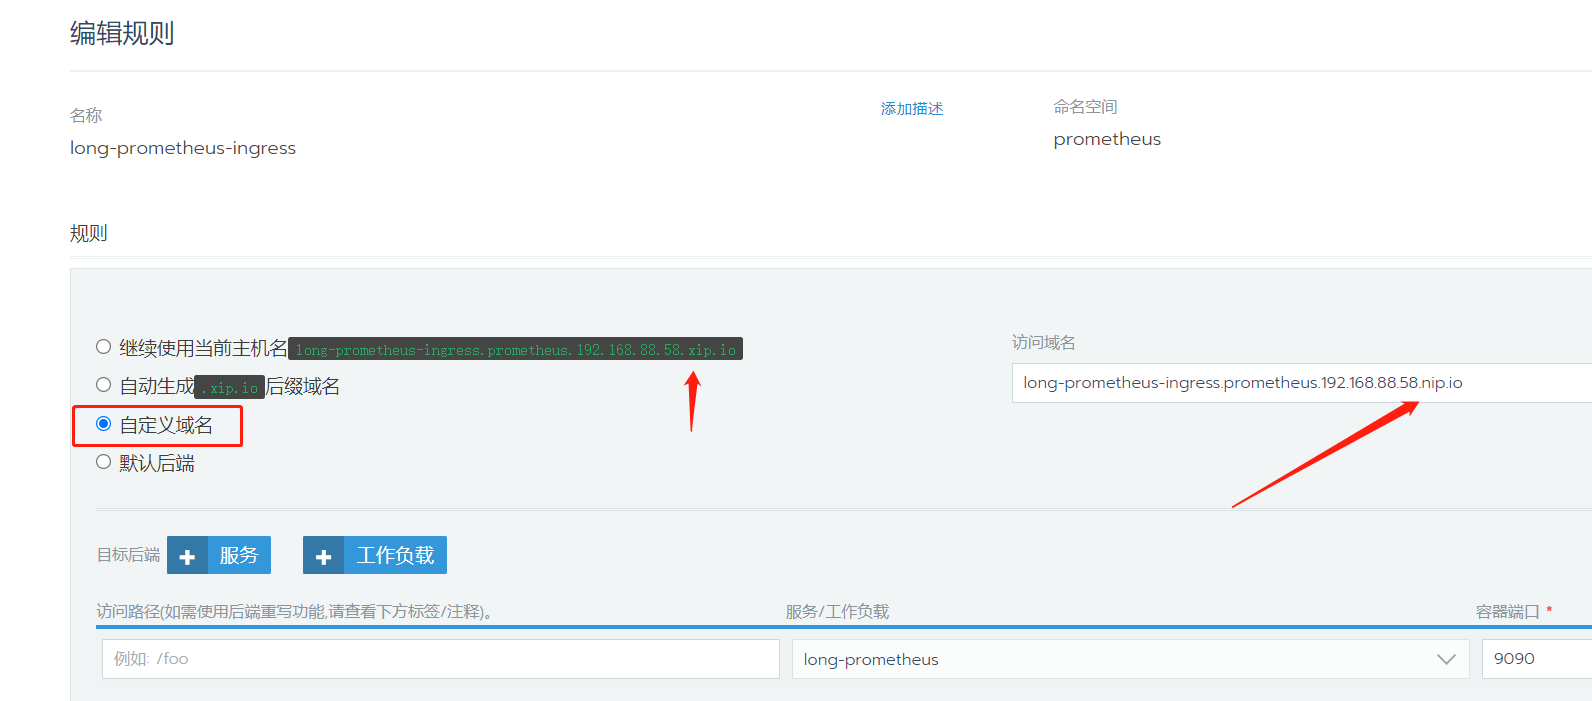 编辑规则
名称
添加描述
命名空间
long-prometheus-ingress
prometheus
规则
继续使用当前主机名 long-prometheus-ingress.prometheus.192.168.88.58.xip.io
自动生成 .xip.io 后缀域名
自定义域名
默认后端
访问域名
long-prometheus-ingress.prometheus.192.168.88.58.nip.io
目标后端 + 服务 + 工作负载
访问路径(如需使用后端重写功能,请查看下方标签/注释)。 服务/工作负载 容器端口 *
例如: /foo long-prometheus 9090